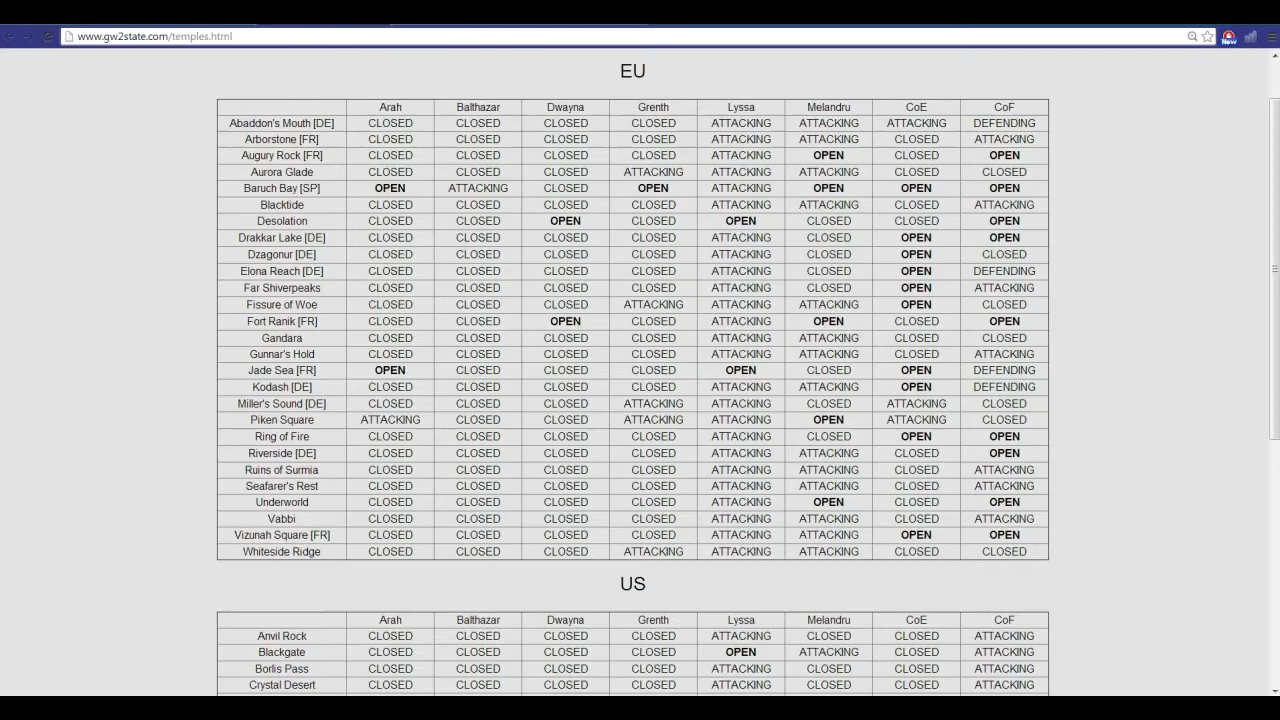 www.gw2state.com/temples.html
New
EU
Arah Balthazar Dwayna Grenth Lyssa Melandru CoE CoF
Abaddon's Mouth [DE] CLOSED CLOSED CLOSED CLOSED ATTACKING ATTACKING ATTACKING DEFENDING
Arborstone [FR] CLOSED CLOSED CLOSED CLOSED ATTACKING ATTACKING CLOSED ATTACKING
Augury Rock [FR] CLOSED CLOSED CLOSED CLOSED ATTACKING OPEN CLOSED OPEN
Aurora Glade CLOSED CLOSED CLOSED ATTACKING ATTACKING ATTACKING CLOSED CLOSED
Baruch Bay [SP] OPEN ATTACKING CLOSED OPEN ATTACKING OPEN OPEN OPEN
Blacktide CLOSED CLOSED CLOSED CLOSED ATTACKING ATTACKING CLOSED ATTACKING
Desolation CLOSED CLOSED OPEN CLOSED OPEN CLOSED CLOSED OPEN
Drakkar Lake [DE] CLOSED CLOSED CLOSED CLOSED ATTACKING CLOSED OPEN OPEN
Dzagonur [DE] CLOSED CLOSED CLOSED CLOSED ATTACKING CLOSED OPEN CLOSED
Elona Reach [DE] CLOSED CLOSED CLOSED CLOSED ATTACKING CLOSED OPEN DEFENDING
Far Shiverpeaks CLOSED CLOSED CLOSED CLOSED ATTACKING CLOSED OPEN ATTACKING
Fissure of Woe CLOSED CLOSED CLOSED ATTACKING ATTACKING ATTACKING OPEN CLOSED
Fort Ranik [FR] CLOSED CLOSED OPEN CLOSED ATTACKING OPEN CLOSED OPEN
Gandara CLOSED CLOSED CLOSED CLOSED ATTACKING ATTACKING CLOSED CLOSED
Gunnar's Hold CLOSED CLOSED CLOSED CLOSED ATTACKING ATTACKING CLOSED ATTACKING
Jade Sea [FR] OPEN CLOSED CLOSED CLOSED OPEN CLOSED OPEN DEFENDING
Kodash [DE] CLOSED CLOSED CLOSED CLOSED ATTACKING ATTACKING OPEN DEFENDING
Miller's Sound [DE] CLOSED CLOSED CLOSED ATTACKING ATTACKING CLOSED ATTACKING CLOSED
Piken Square ATTACKING CLOSED CLOSED ATTACKING ATTACKING OPEN ATTACKING CLOSED
Ring of Fire CLOSED CLOSED CLOSED CLOSED ATTACKING CLOSED OPEN OPEN
Riverside [DE] CLOSED CLOSED CLOSED CLOSED ATTACKING ATTACKING CLOSED OPEN
Ruins of Surmia CLOSED CLOSED CLOSED CLOSED ATTACKING ATTACKING CLOSED ATTACKING
Seafarer's Rest CLOSED CLOSED CLOSED CLOSED ATTACKING ATTACKING CLOSED ATTACKING
Underworld CLOSED CLOSED CLOSED CLOSED ATTACKING OPEN CLOSED OPEN
Vabbi CLOSED CLOSED CLOSED CLOSED ATTACKING ATTACKING CLOSED ATTACKING
Vizunah Square [FR] CLOSED CLOSED CLOSED CLOSED ATTACKING ATTACKING OPEN OPEN
Whiteside Ridge CLOSED CLOSED CLOSED ATTACKING ATTACKING ATTACKING CLOSED CLOSED
US
Arah Balthazar Dwayna Grenth Lyssa Melandru CoE CoF
Anvil Rock CLOSED CLOSED CLOSED CLOSED ATTACKING CLOSED CLOSED ATTACKING
Blackgate CLOSED CLOSED CLOSED CLOSED OPEN ATTACKING CLOSED ATTACKING
Borlis Pass CLOSED CLOSED CLOSED CLOSED ATTACKING CLOSED CLOSED ATTACKING
Crystal Desert CLOSED CLOSED CLOSED CLOSED ATTACKING CLOSED CLOSED ATTACKING